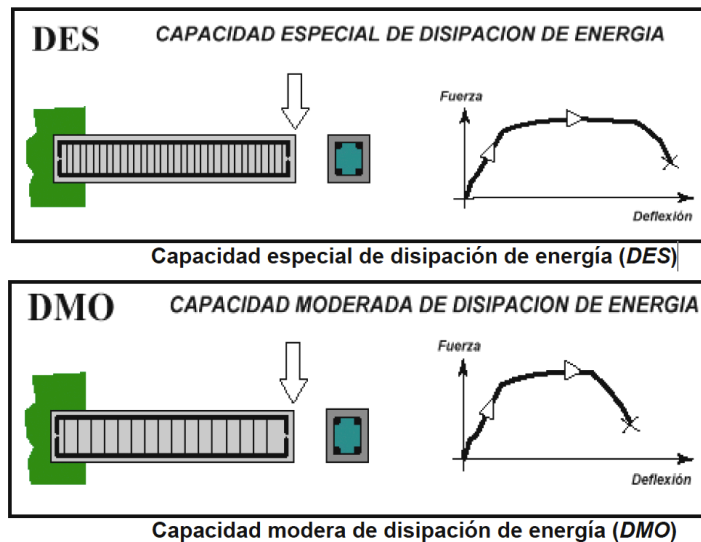 DES CAPACIDAD ESPECIAL DE DISIPACION DE ENERGIA
Fuerza
Deflexión
Capacidad especial de disipación de energía (DES)
DMO CAPACIDAD MODERADA DE DISIPACION DE ENERGIA
Fuerza
Deflexión
Capacidad modera de disipación de energía (DMO)